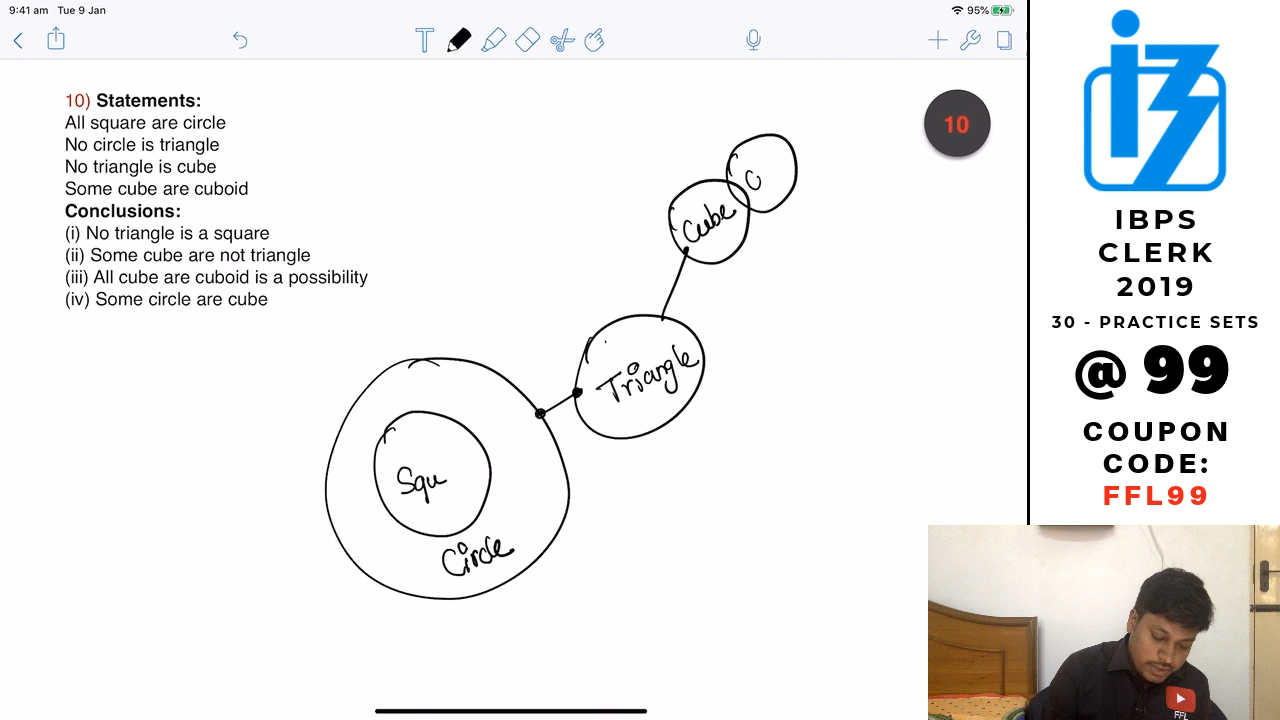 9:41 am Tue 9 Jan
95%
T
10) Statements:
All square are circle
No circle is triangle
No triangle is cube
Some cube are cuboid
Conclusions:
(i) No triangle is a square
(ii) Some cube are not triangle
(iii) All cube are cuboid is a possibility
(iv) Some circle are cube
10
C
Cube
Triangle
Squ
Circle
IBPS
CLERK
2019
30 - PRACTICE SETS
@ 99
COUPON
CODE:
FFL99
FFL